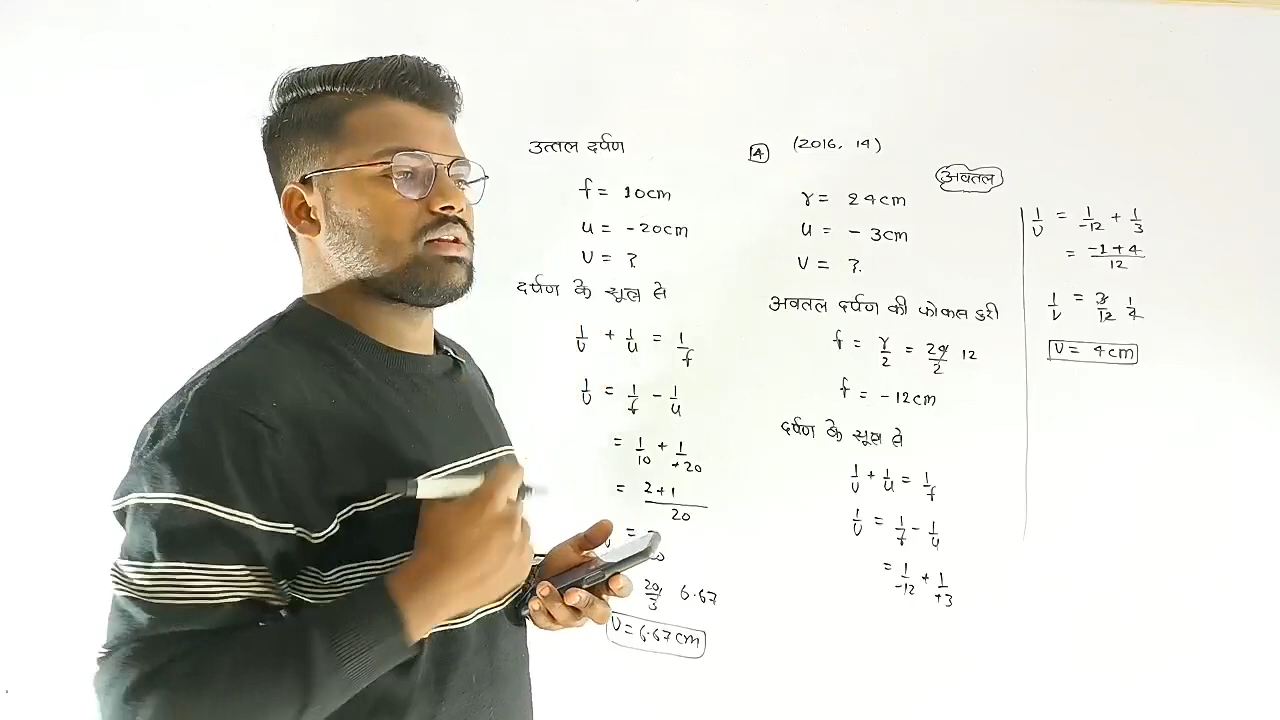 उत्तल दर्पण
f = 10cm
u = -20cm
v = ?
दर्पण के सूत्र से
1/v + 1/u = 1/f
1/v = 1/f - 1/u
= 1/10 + 1/+20
= 2+1/20
=
20/3 6.67
v = 6.67cm
4 (2016, 14)
अवतल
r = 24cm
u = - 3cm
v = ?
अवतल दर्पण की फोकस दुरी
f = r/2 = 24/2 12
f = -12cm
दर्पण के सूत्र से
1/v + 1/u = 1/f
1/v = 1/f - 1/u
= 1/-12 + 1/+3
1/v = 1/-12 + 1/3
= -1+4/12
1/v = 3/12 1/4
v = 4cm